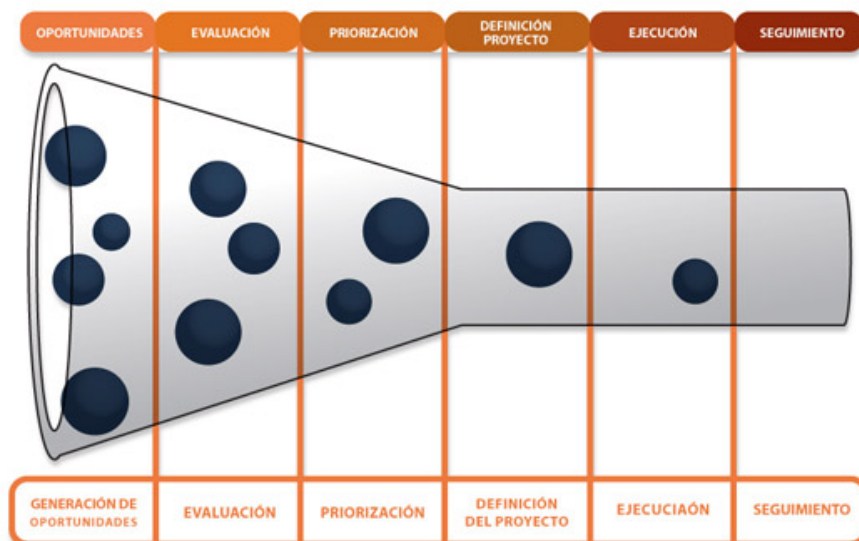 OPORTUNIDADES
EVALUACIÓN
PRIORIZACIÓN
DEFINICIÓN
PROYECTO
EJECUCIÓN
SEGUIMIENTO
GENERACIÓN DE
OPORTUNIDADES
EVALUACIÓN
PRIORIZACIÓN
DEFINICIÓN
DEL PROYECTO
EJECUCIAÓN
SEGUIMIENTO